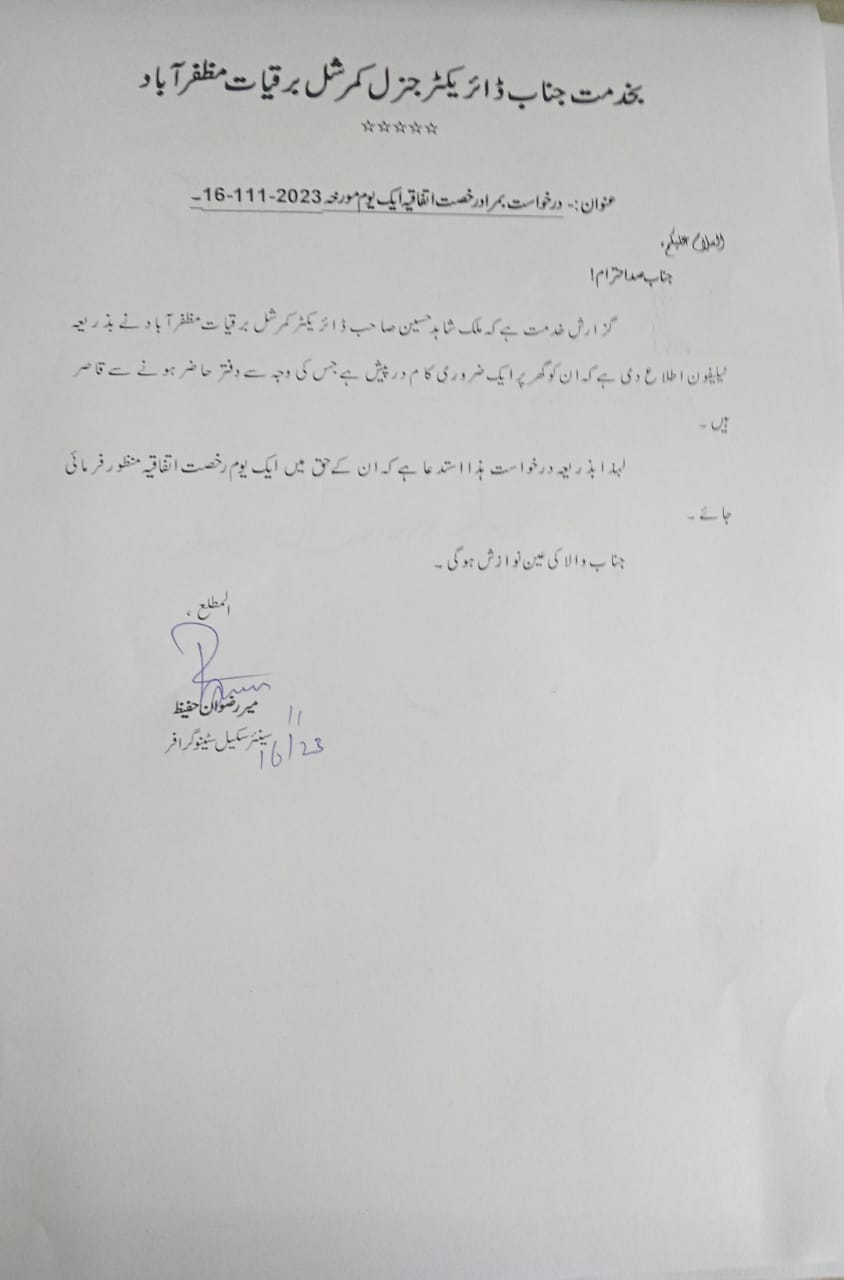 بخدمت جناب ڈائریکٹر جنرل کمرشل برقیات مظفرآباد
☆☆☆☆☆
عنوان:۔ درخواست بمراد رخصت اتفاقیہ ایک یوم مورخہ 16-111-2023۔
السلام علیکم،
جناب صد احترام!
گزارش خدمت ہے کہ ملک شاہد حسین صاحب ڈائریکٹر کمرشل برقیات مظفرآباد نے بذریعہ
ٹیلیفون اطلاع دی ہے کہ ان کو گھر پر ایک ضروری کام درپیش ہے جس کی وجہ سے دفتر حاضر ہونے سے قاصر
ہیں۔
لہذا بذریعہ درخواست ہذا استدعا ہے کہ ان کے حق میں ایک یوم رخصت اتفاقیہ منظور فرمائی
جائے۔
جناب والا کی عین نوازش ہوگی۔
المطلع،
میر رضوان حفیظ
سینئر سکیل سٹینوگرافر
11
16/23